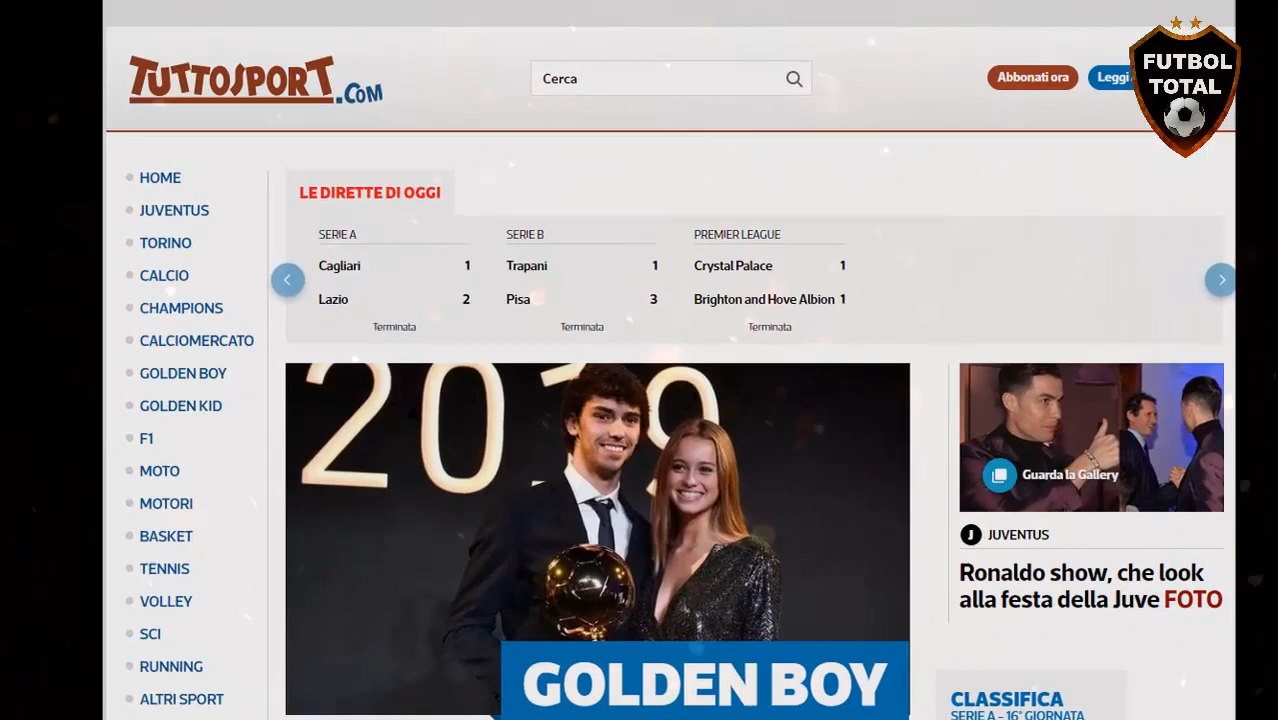 TUTTOSPORT.COM
Cerca
Abbonati ora
Leggi
FUTBOL
TOTAL
HOME
JUVENTUS
TORINO
CALCIO
CHAMPIONS
CALCIOMERCATO
GOLDEN BOY
GOLDEN KID
F1
MOTO
MOTORI
BASKET
TENNIS
VOLLEY
SCI
RUNNING
ALTRI SPORT
LE DIRETTE DI OGGI
SERIE A
Cagliari 1
Lazio 2
Terminata
SERIE B
Trapani 1
Pisa 3
Terminata
PREMIER LEAGUE
Crystal Palace 1
Brighton and Hove Albion 1
Terminata
2019
GOLDEN BOY
Guarda la Gallery
J JUVENTUS
Ronaldo show, che look
alla festa della Juve FOTO
CLASSIFICA
SERIE A - 16° GIORNATA